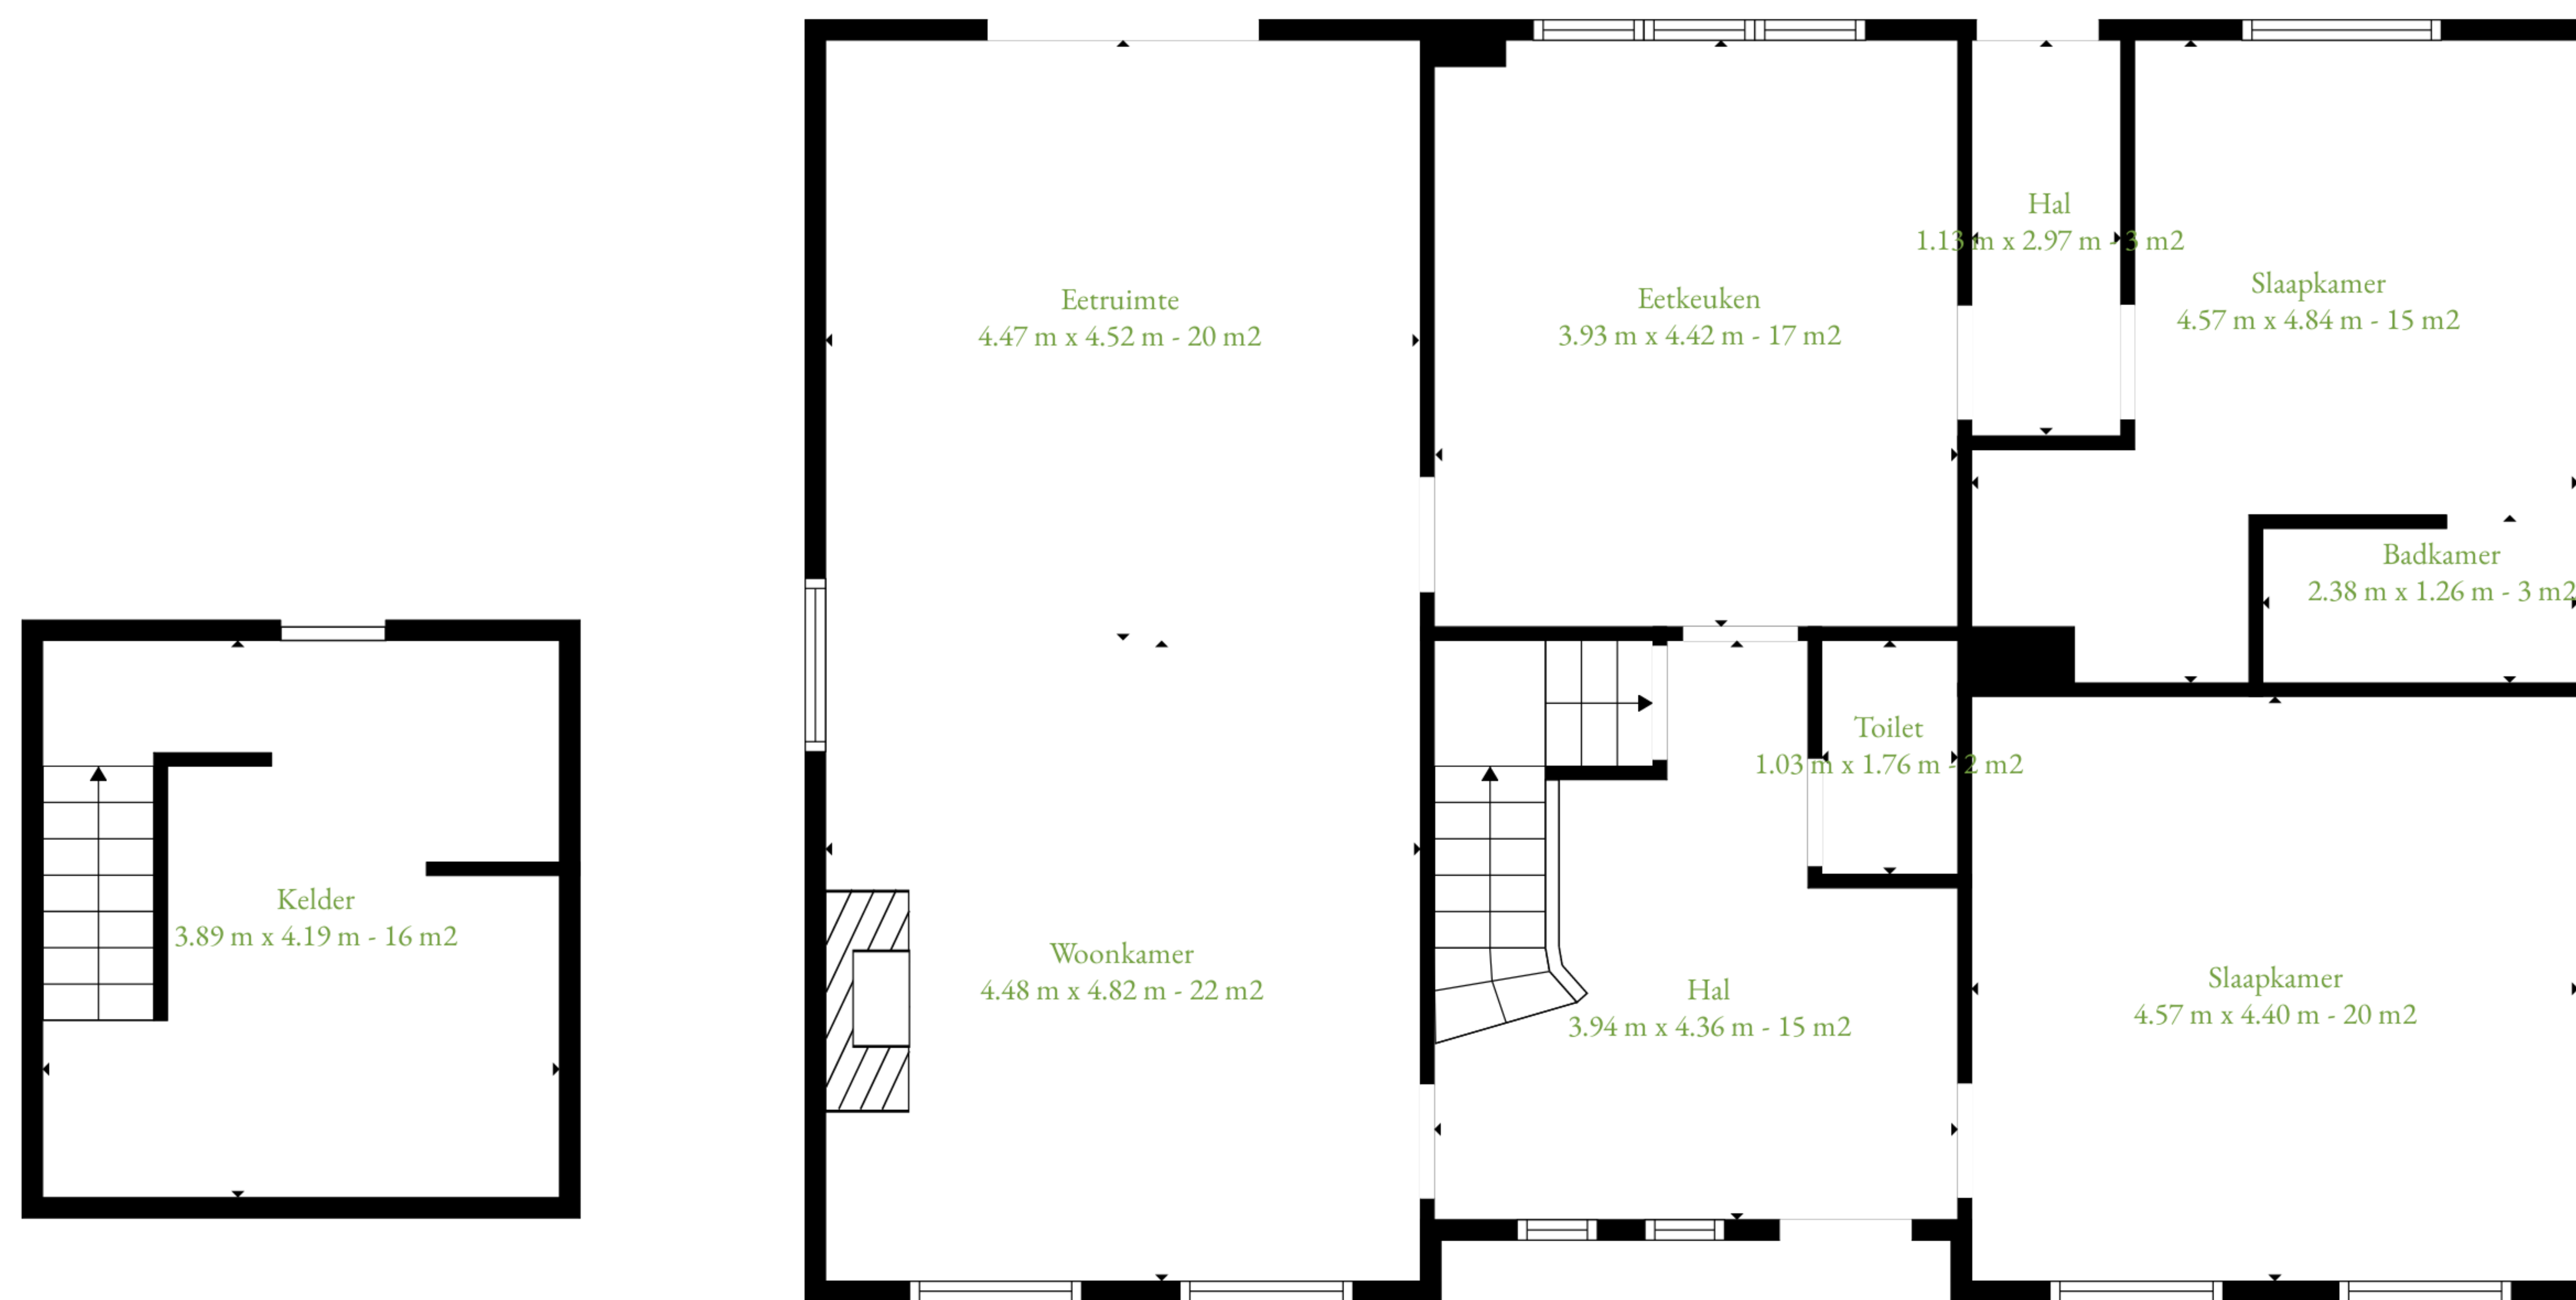 Hal
1.13 m x 2.97 m - 3 m2
Slaapkamer
4.57 m x 4.84 m - 15 m2
Eetruimte
4.47 m x 4.52 m - 20 m2
Eetkeuken
3.93 m x 4.42 m - 17 m2
Badkamer
2.38 m x 1.26 m - 3 m2
Toilet
1.03 m x 1.76 m - 2 m2
Kelder
3.89 m x 4.19 m - 16 m2
Woonkamer
4.48 m x 4.82 m - 22 m2
Hal
3.94 m x 4.36 m - 15 m2
Slaapkamer
4.57 m x 4.40 m - 20 m2